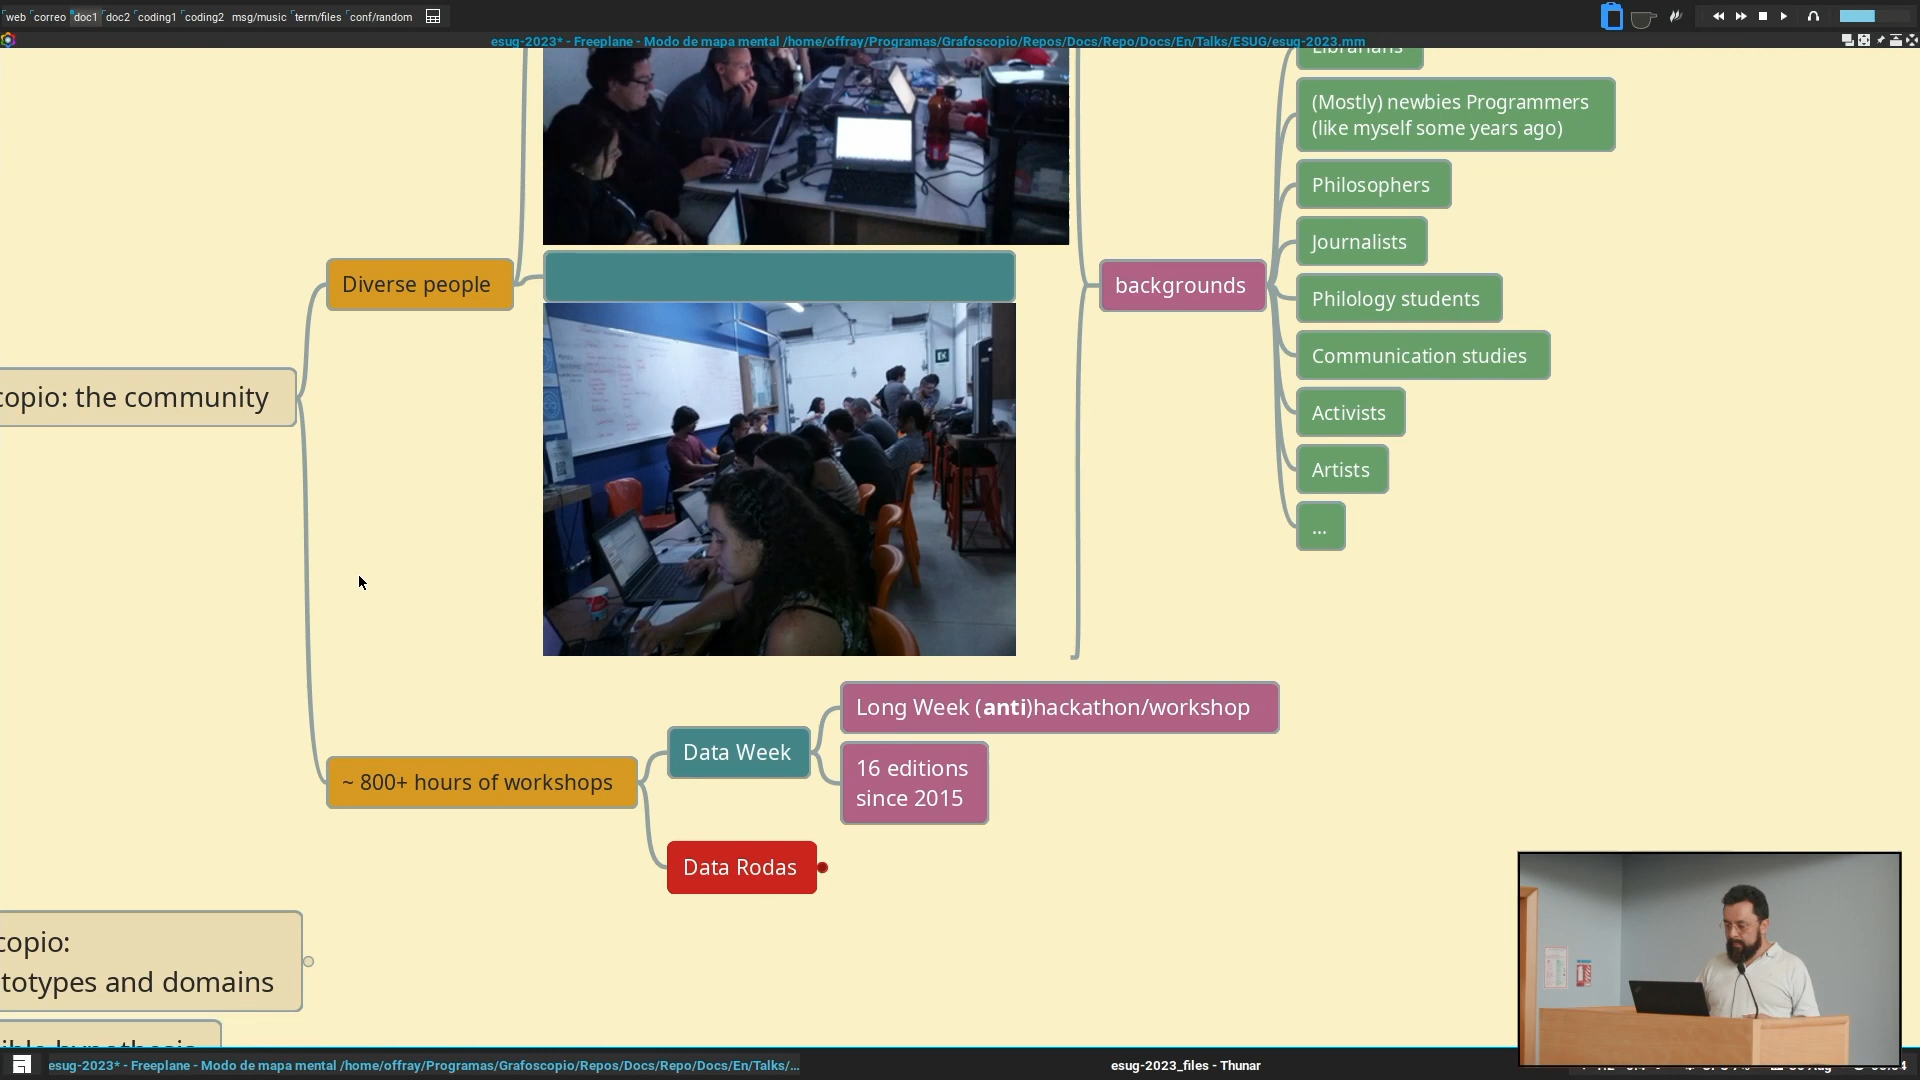 web correo doc1 doc2 coding1 coding2 msg/music term/files conf/random
esug-2023* - Freeplane - Modo de mapa mental /home/offray/Programas/Grafoscopio/Repos/Docs/Repo/Docs/En/Talks/ESUG/esug-2023.mm
Librarians
(Mostly) newbies Programmers
(like myself some years ago)
Philosophers
Journalists
Diverse people
backgrounds
Philology students
Communication studies
copio: the community
Activists
Artists
...
Long Week (anti)hackathon/workshop
Data Week
16 editions
since 2015
~ 800+ hours of workshops
Data Rodas
copio:
totypes and domains
ible hypothesis
esug-2023* - Freeplane - Modo de mapa mental /home/offray/Programas/Grafoscopio/Repos/Docs/Repo/Docs/En/Talks/...
esug-2023_files - Thunar